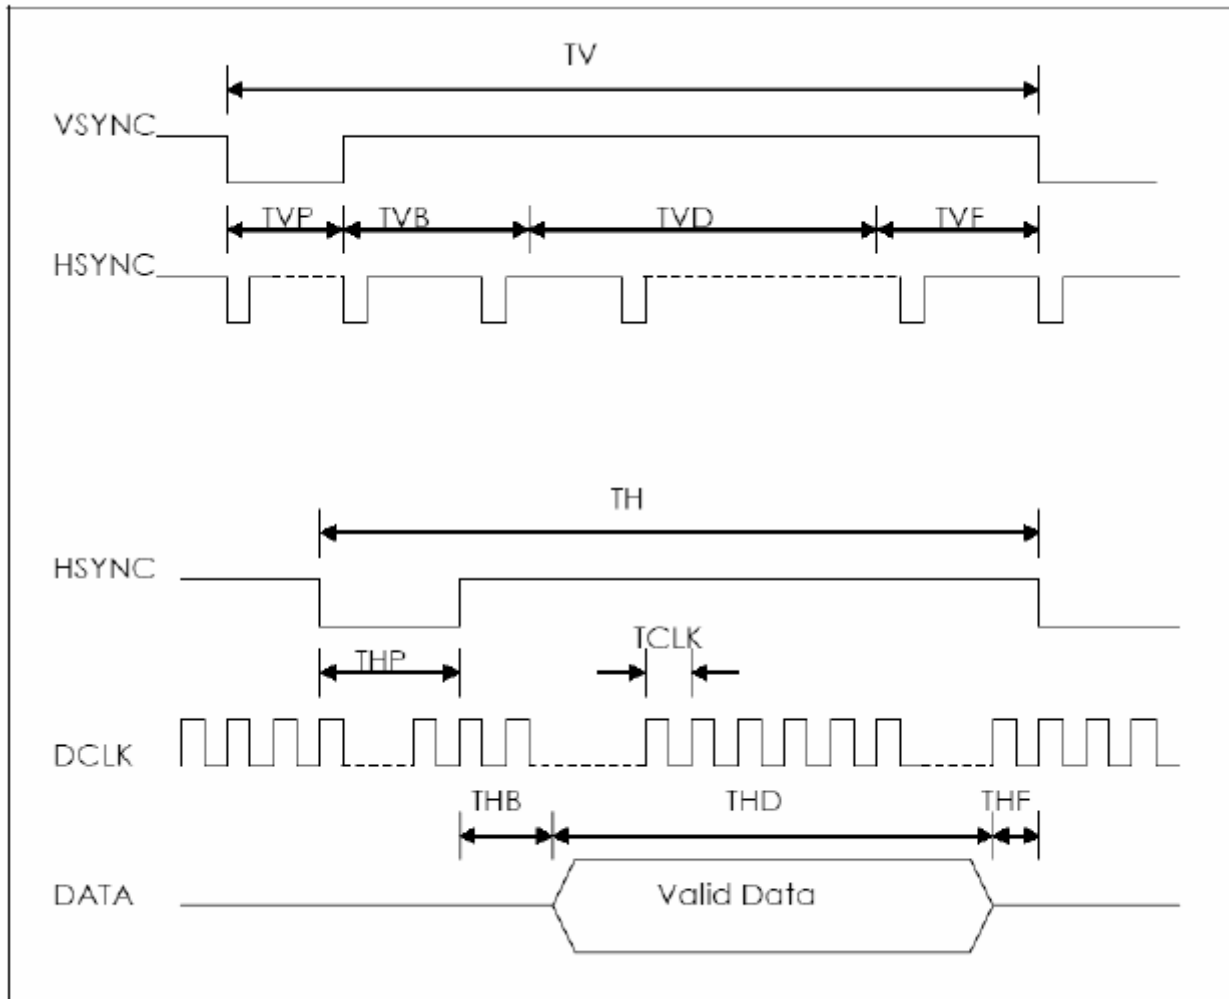 TV
VSYNC
TVP TVB TVD TVF
HSYNC
TH
HSYNC
TCLK
THP
DCLK
THB THD THF
DATA Valid Data